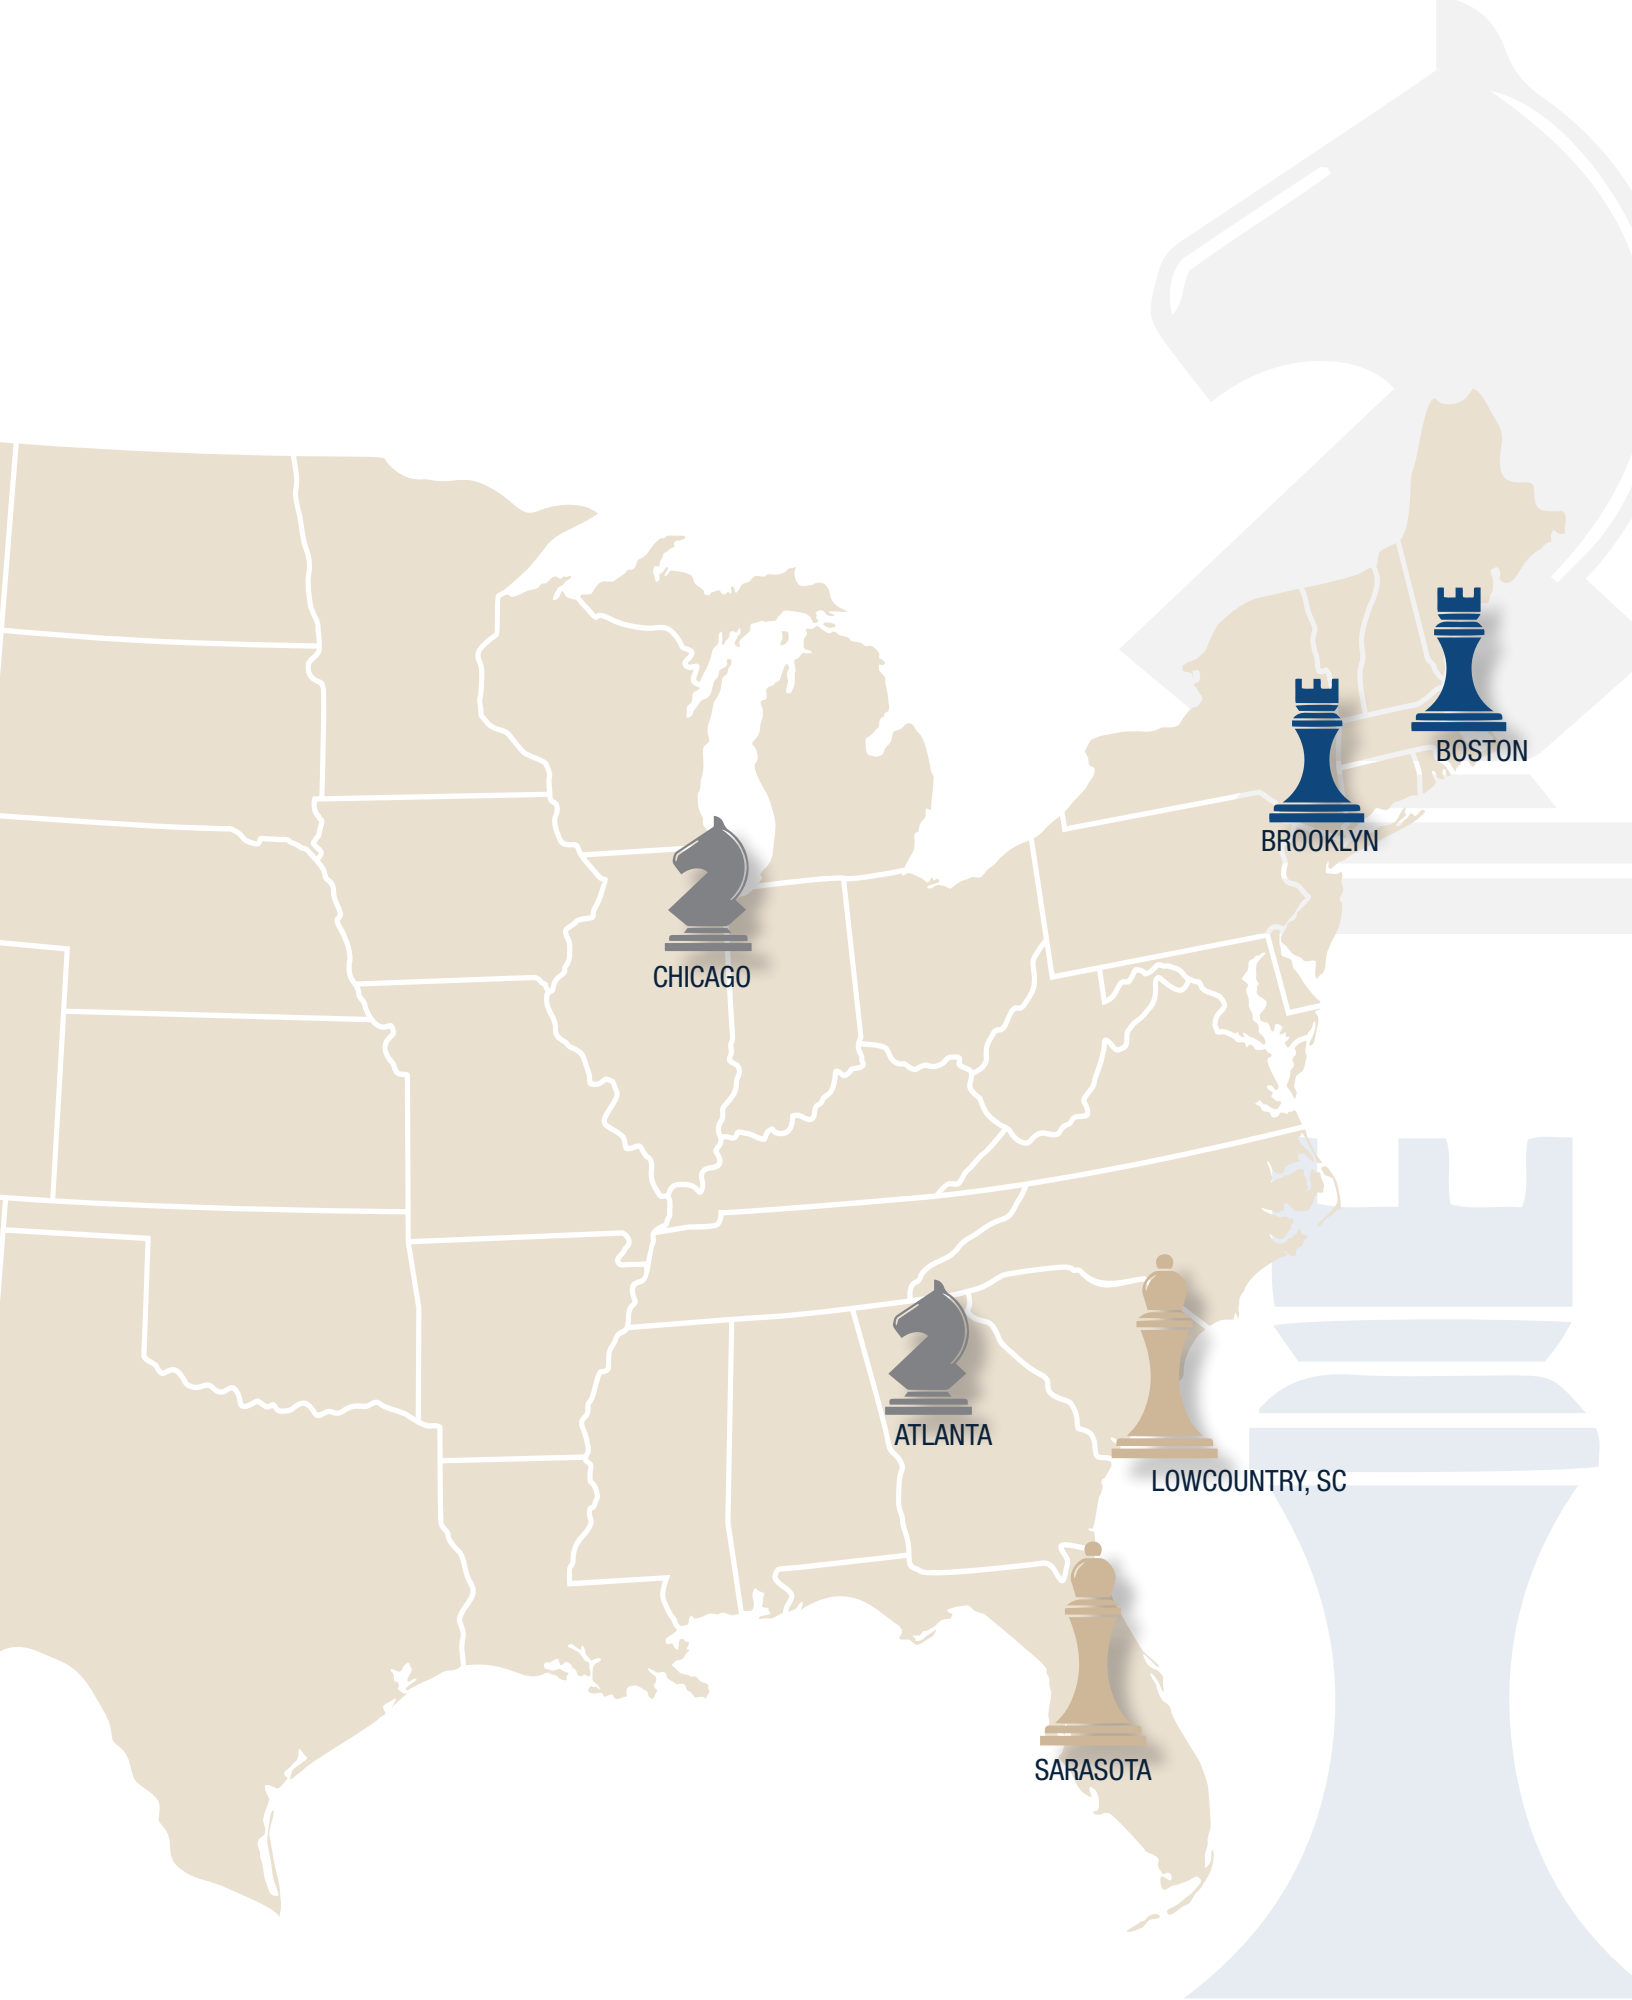 BOSTON
BROOKLYN
CHICAGO
ATLANTA
LOWCOUNTRY, SC
SARASOTA